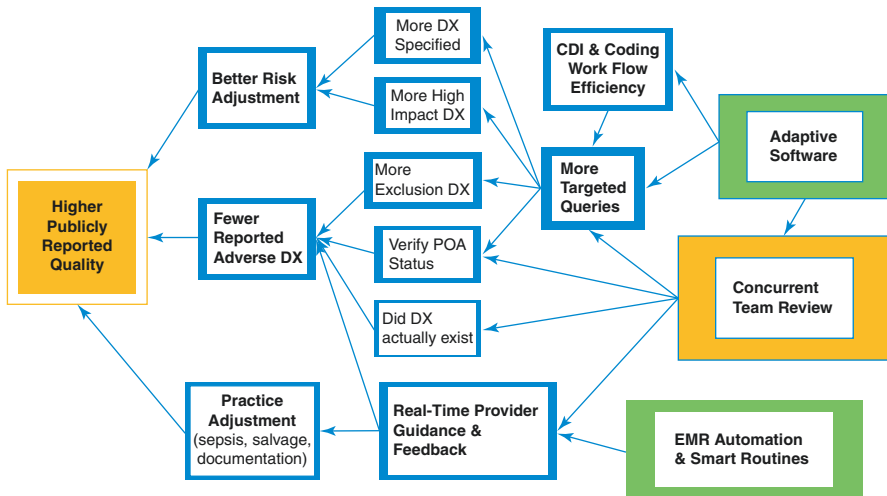 More DX
Specified
CDI & Coding
Work Flow
Efficiency
Better Risk
Adjustment
More High
Impact DX
Adaptive
Software
More
Exclusion DX
More
Targeted
Queries
Higher
Publicly
Reported
Quality
Fewer
Reported
Adverse DX
Verify POA
Status
Concurrent
Team Review
Did DX
actually exist
Practice
Adjustment
(sepsis, salvage,
documentation)
Real-Time Provider
Guidance &
Feedback
EMR Automation
& Smart Routines